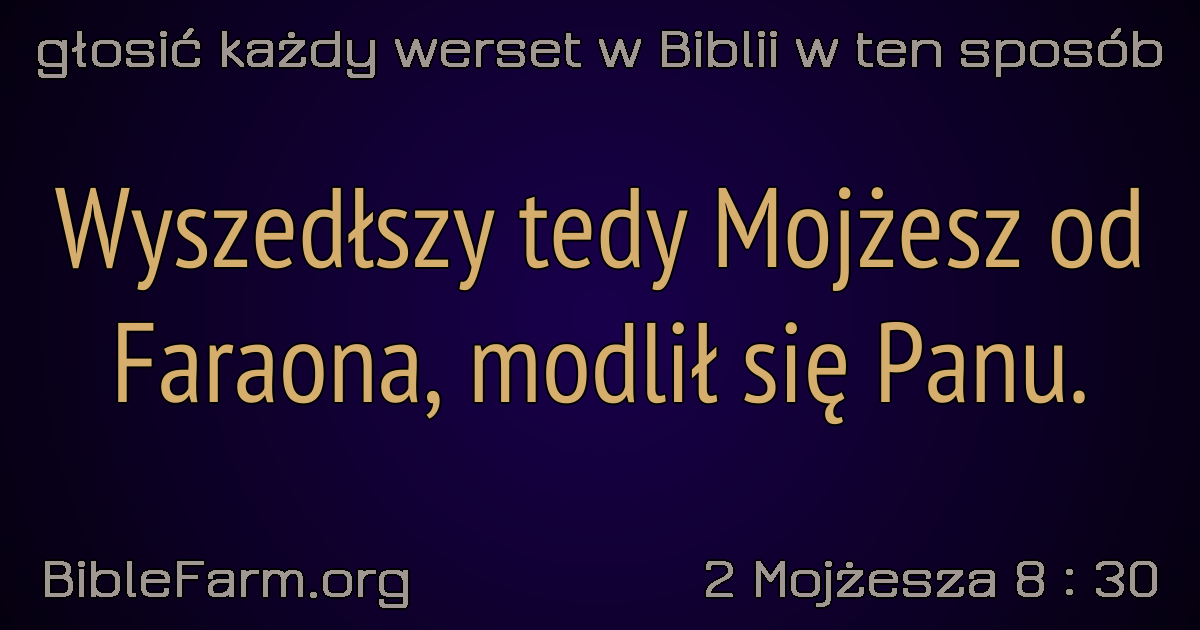 głosić każdy werset w Biblii w ten sposób
Wyszedłszy tedy Mojżesz od
Faraona, modlił się Panu.
BibleFarm.org
2 Mojżesza 8 : 30